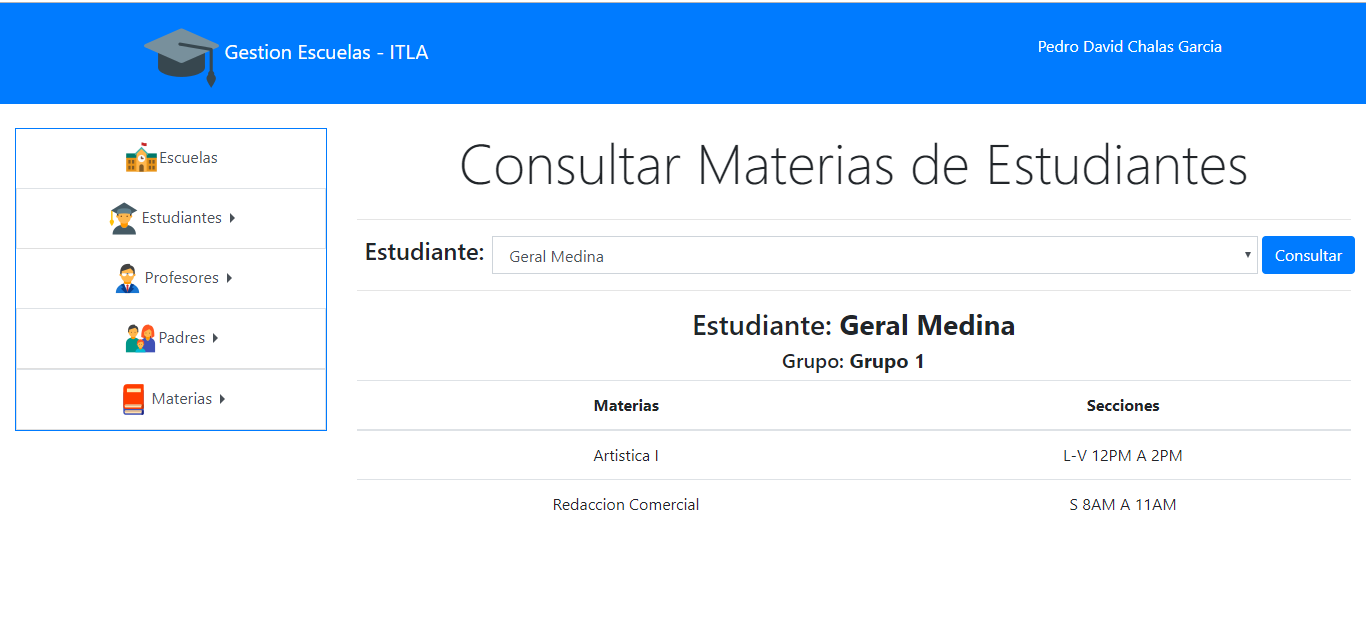 Gestion Escuelas - ITLA
Pedro David Chalas Garcia
Escuelas
Estudiantes
Profesores
Padres
Materias
Consultar Materias de Estudiantes
Estudiante: Geral Medina Consultar
Estudiante: Geral Medina
Grupo: Grupo 1
Materias Secciones
Artistica I L-V 12PM A 2PM
Redaccion Comercial S 8AM A 11AM